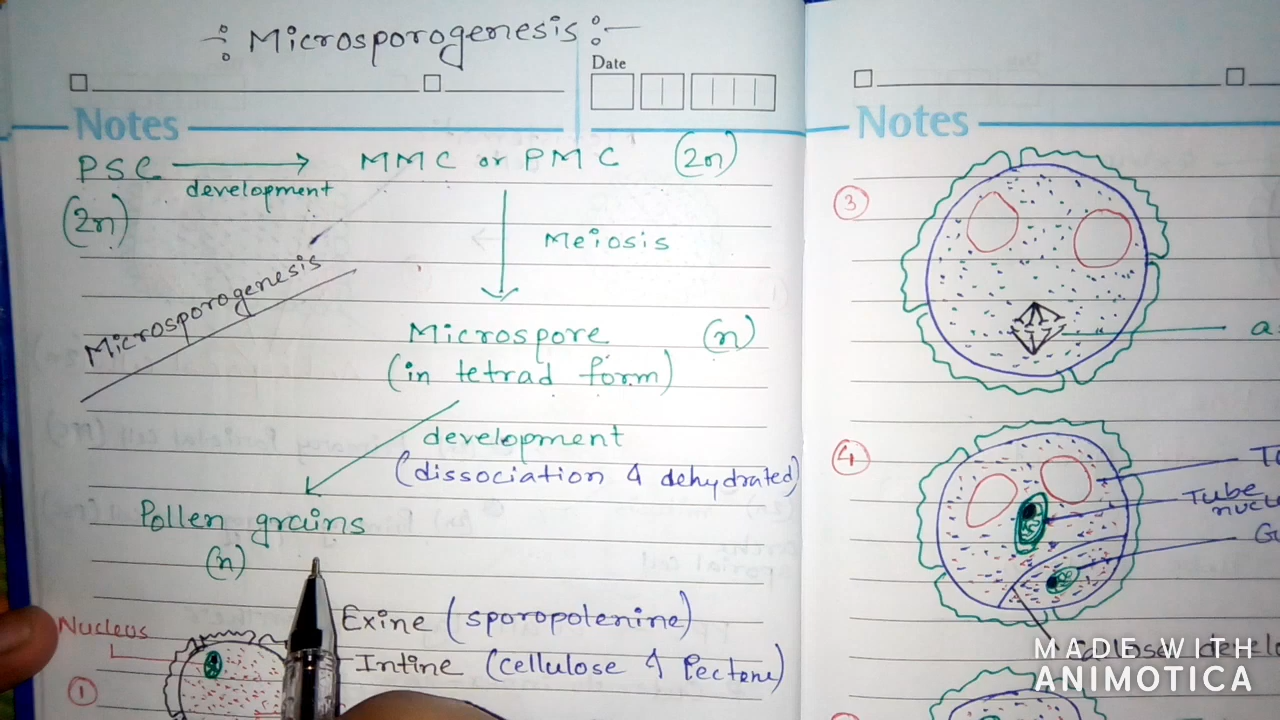 Microsporogenesis
Date
Notes
PSC → MMC or PMC (2n)
development
(2n)
Meiosis
Microsporogenesis
Microspore (n)
(in tetrad form)
development
(dissociation & dehydrated)
Pollen grains
(n)
Exine (sporopolenine)
Nucleus
Intine (cellulose & Pectene)
1
Notes
3
a
4
Tube
nucl
MADE WITH
ANIMOTICA